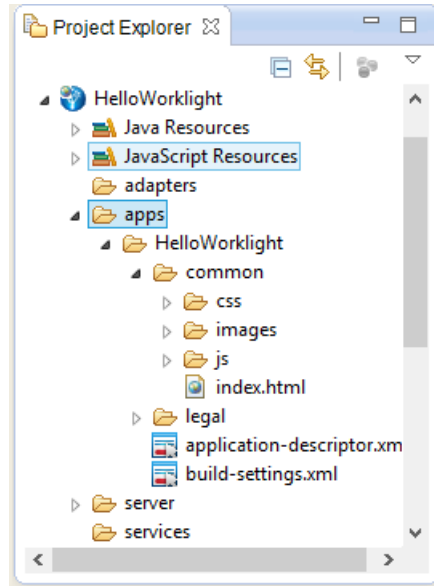 Project Explorer
HelloWorklight
Java Resources
JavaScript Resources
adapters
apps
HelloWorklight
common
css
images
js
index.html
legal
application-descriptor.xm
build-settings.xml
server
services